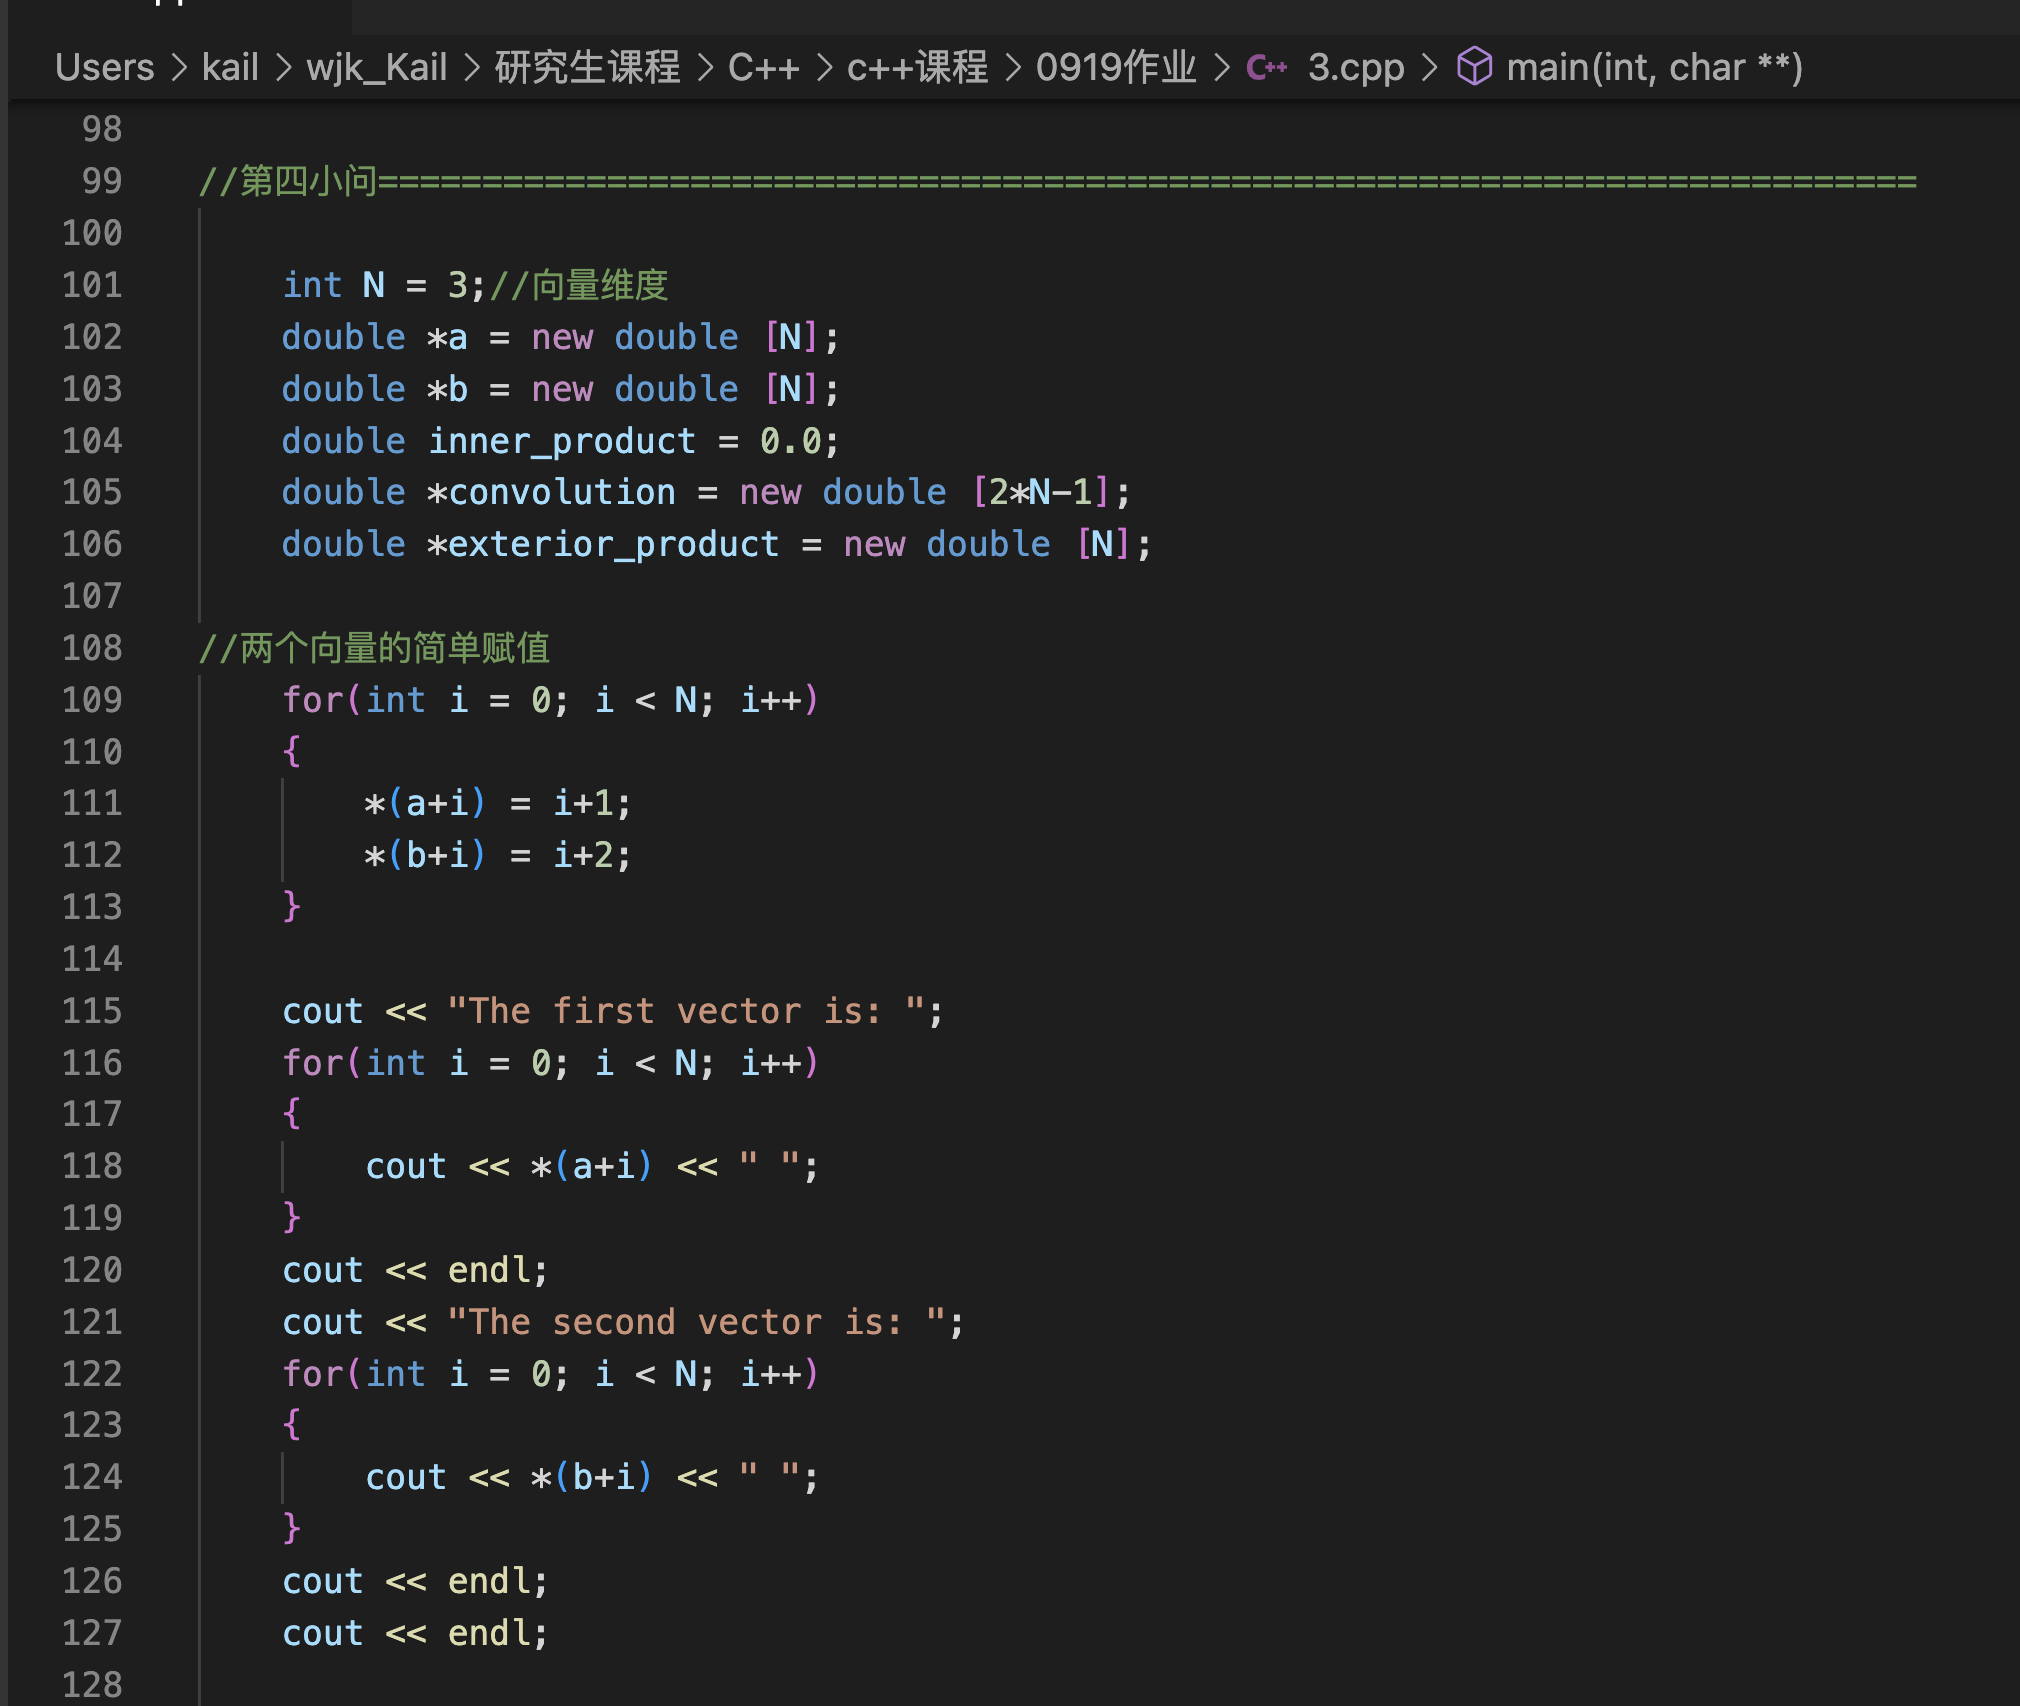 Users > kail > wjk_Kail > 研究生课程 > C++ > c++课程 > 0919作业 > C++ 3.cpp > main(int, char **)
98
99 //第四小问==========================================================================
100
101 int N = 3;//向量维度
102 double *a = new double [N];
103 double *b = new double [N];
104 double inner_product = 0.0;
105 double *convolution = new double [2*N-1];
106 double *exterior_product = new double [N];
107
108 //两个向量的简单赋值
109 for(int i = 0; i < N; i++)
110 {
111 *(a+i) = i+1;
112 *(b+i) = i+2;
113 }
114
115 cout << "The first vector is: ";
116 for(int i = 0; i < N; i++)
117 {
118 cout << *(a+i) << " ";
119 }
120 cout << endl;
121 cout << "The second vector is: ";
122 for(int i = 0; i < N; i++)
123 {
124 cout << *(b+i) << " ";
125 }
126 cout << endl;
127 cout << endl;
128